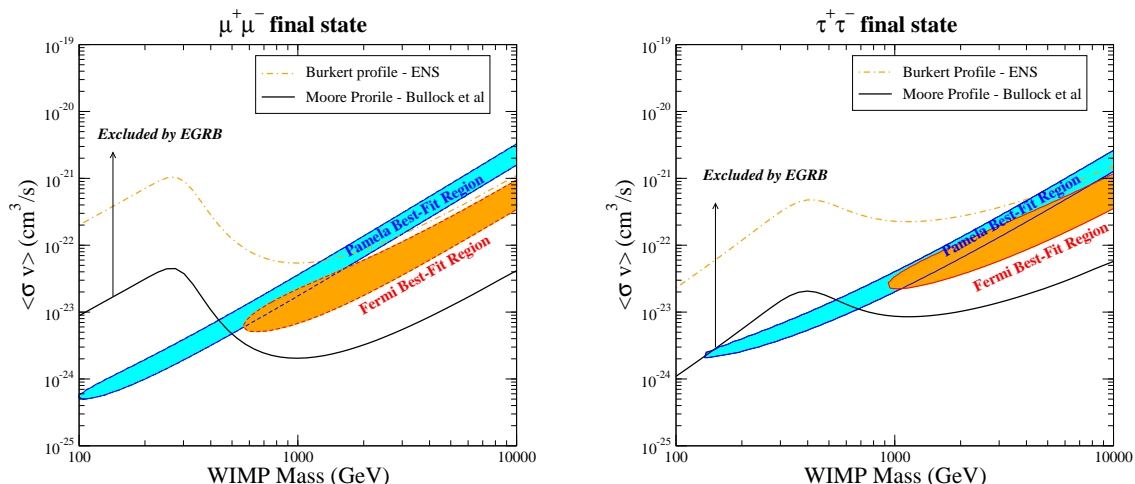 μ⁺μ⁻ final state
10⁻¹⁹
10⁻²⁰
10⁻²¹
10⁻²²
10⁻²³
10⁻²⁴
10⁻²⁵
<σ v> (cm³/s)
Burkert profile - ENS
Moore Prorile - Bullock et al
Excluded by EGRB
Pamela Best-Fit Region
Fermi Best-Fit Region
100 1000 10000
WIMP Mass (GeV)
τ⁺τ⁻ final state
10⁻¹⁹
10⁻²⁰
10⁻²¹
10⁻²²
10⁻²³
10⁻²⁴
10⁻²⁵
<σ v> (cm³/s)
Burkert Profile - ENS
Moore Profile - Bullock et al
Excluded by EGRB
Pamela Best-Fit Region
Fermi Best-Fit Region
100 1000 10000
WIMP Mass (GeV)